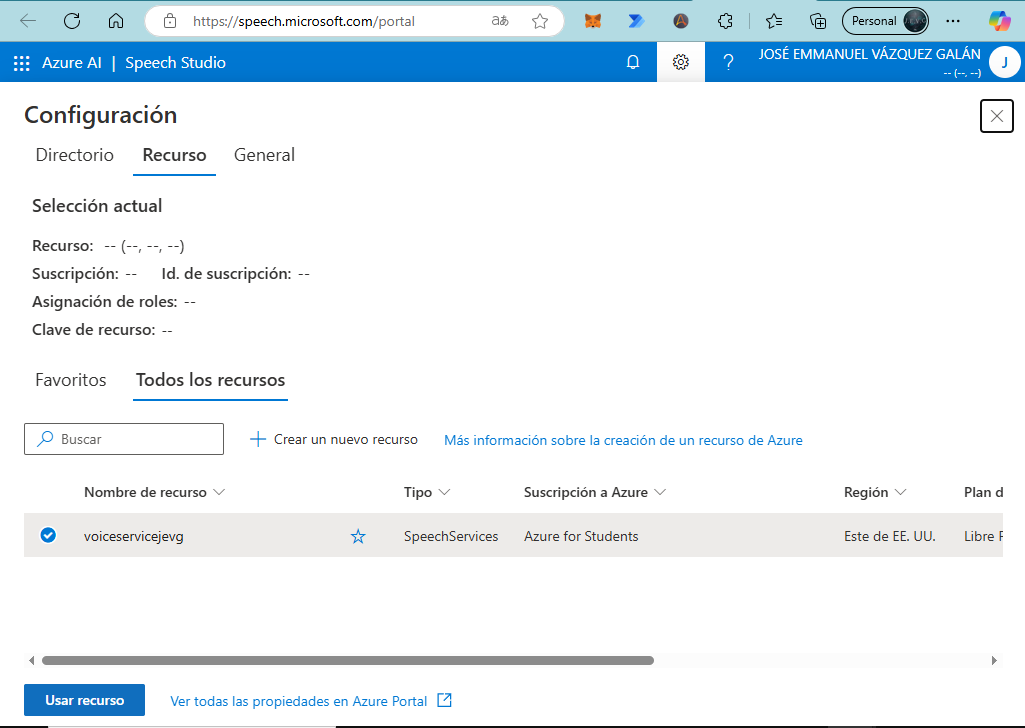 https://speech.microsoft.com/portal
Personal
Azure AI | Speech Studio
JOSÉ EMMANUEL VÁZQUEZ GALÁN
-- (--, --)
J
Configuración
Directorio Recurso General
Selección actual
Recurso: -- (--, --, --)
Suscripción: -- Id. de suscripción: --
Asignación de roles: --
Clave de recurso: --
Favoritos Todos los recursos
Buscar Crear un nuevo recurso Más información sobre la creación de un recurso de Azure
Nombre de recurso Tipo Suscripción a Azure Región Plan d
voiceservicejevg SpeechServices Azure for Students Este de EE. UU. Libre F
Usar recurso Ver todas las propiedades en Azure Portal